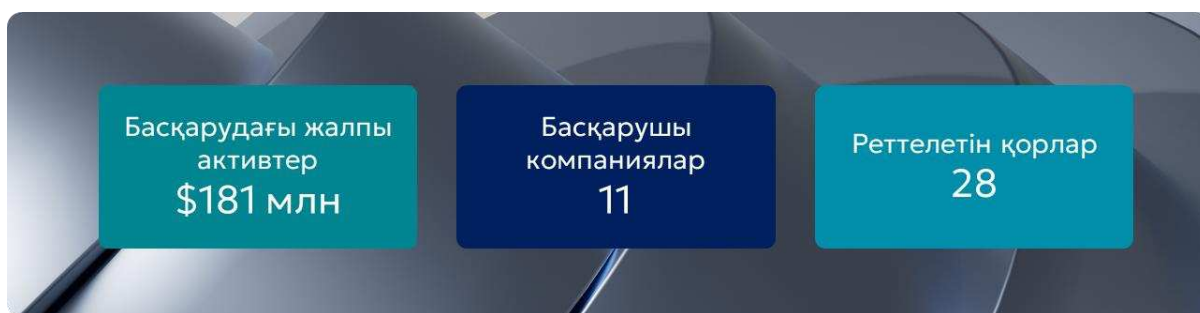 Басқарудағы жалпы
активтер
$181 млн
Басқарушы
компаниялар
11
Реттелетін қорлар
28